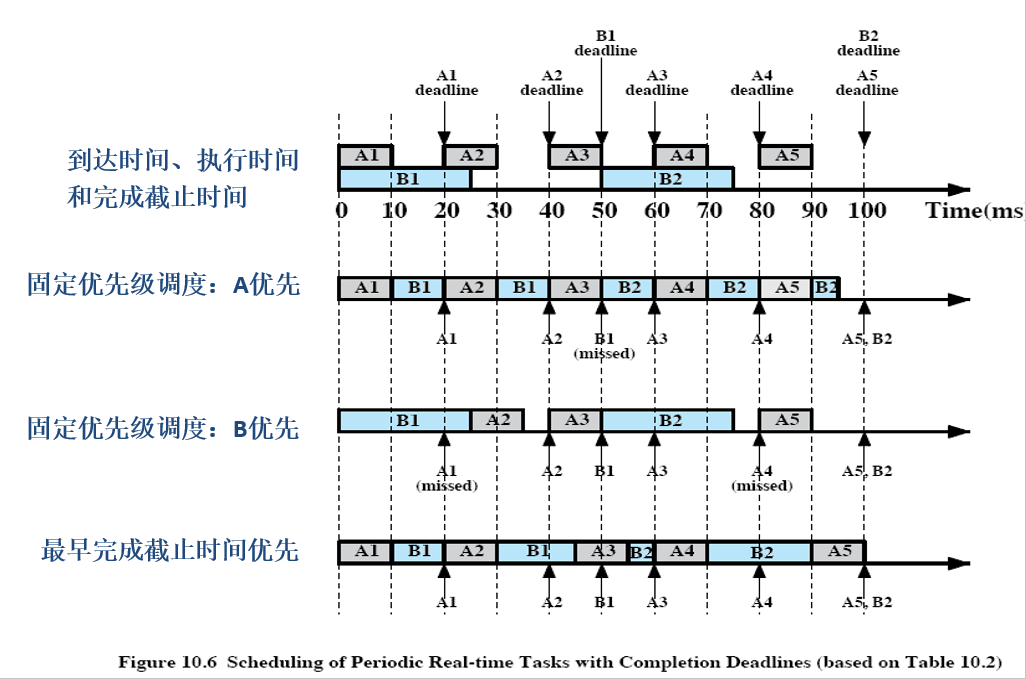 B1
deadline
B2
deadline
A1
deadline
A2
deadline
A3
deadline
A4
deadline
A5
deadline
到达时间、执行时间
和完成截止时间
A1 A2 A3 A4 A5
B1 B2
0 10 20 30 40 50 60 70 80 90 100 Time(ms
固定优先级调度：A优先
A1 B1 A2 B1 A3 B2 A4 B2 A5 B2
A1 A2 B1 A3 A4 A5, B2
(missed)
固定优先级调度：B优先
B1 A2 A3 B2 A5
A1 A2 B1 A3 A4 A5, B2
(missed) (missed)
最早完成截止时间优先
A1 B1 A2 B1 A3 B2 A4 B2 A5
A1 A2 B1 A3 A4 A5, B2
Figure 10.6 Scheduling of Periodic Real-time Tasks with Completion Deadlines (based on Table 10.2)